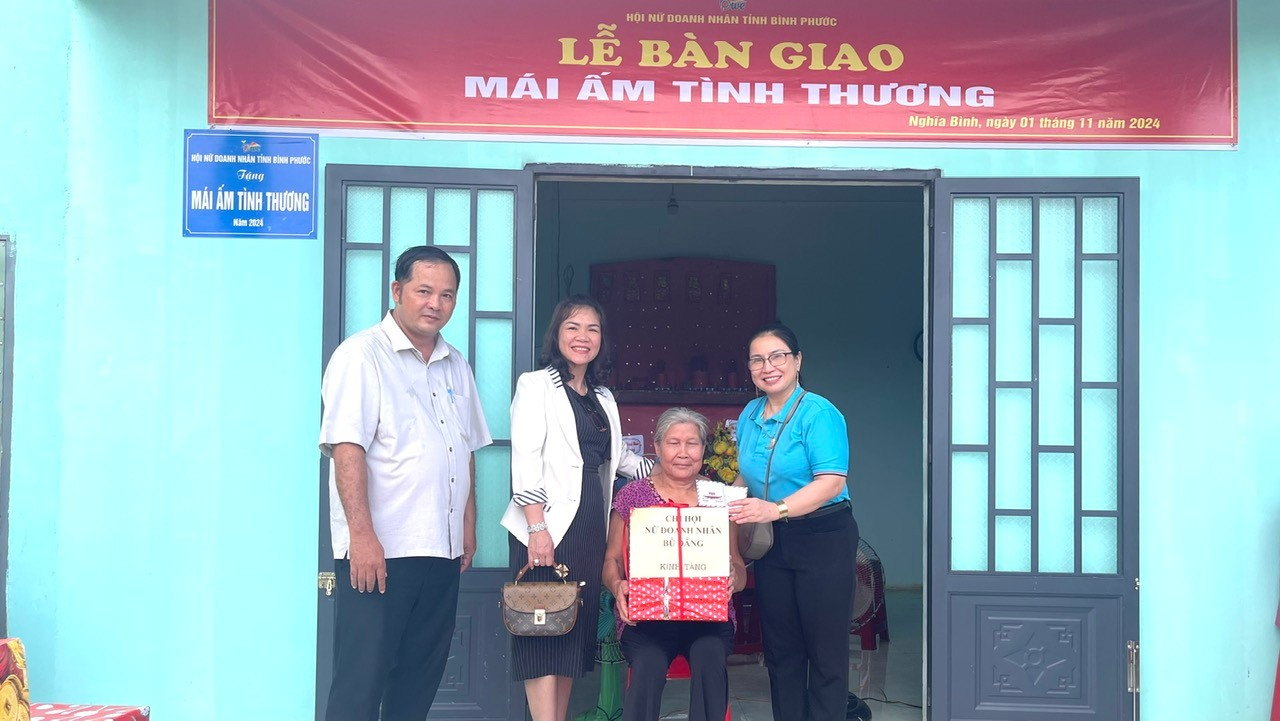 HỘI NỮ DOANH NHÂN TỈNH BÌNH PHƯỚC
LỄ BÀN GIAO
MÁI ẤM TÌNH THƯƠNG
Nghĩa Bình, ngày 01 tháng 11 năm 2024
HỘI NỮ DOANH NHÂN TỈNH BÌNH PHƯỚC
Tặng
MÁI ẤM TÌNH THƯƠNG
Năm 2024
CHI HỘI
NỮ DOANH NHÂN
BÙ ĐĂNG
KÍNH TẶNG